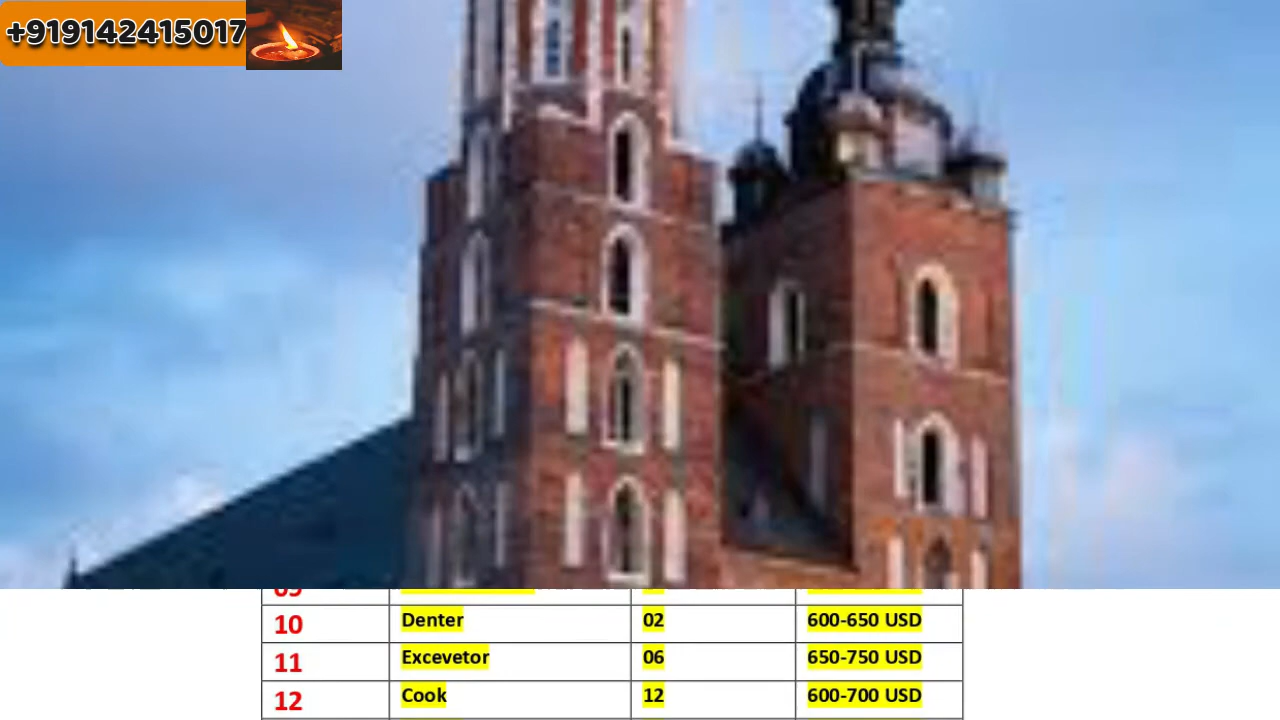 +919142415017
10 Denter 02 600-650 USD
11 Excevetor 06 650-750 USD
12 Cook 12 600-700 USD